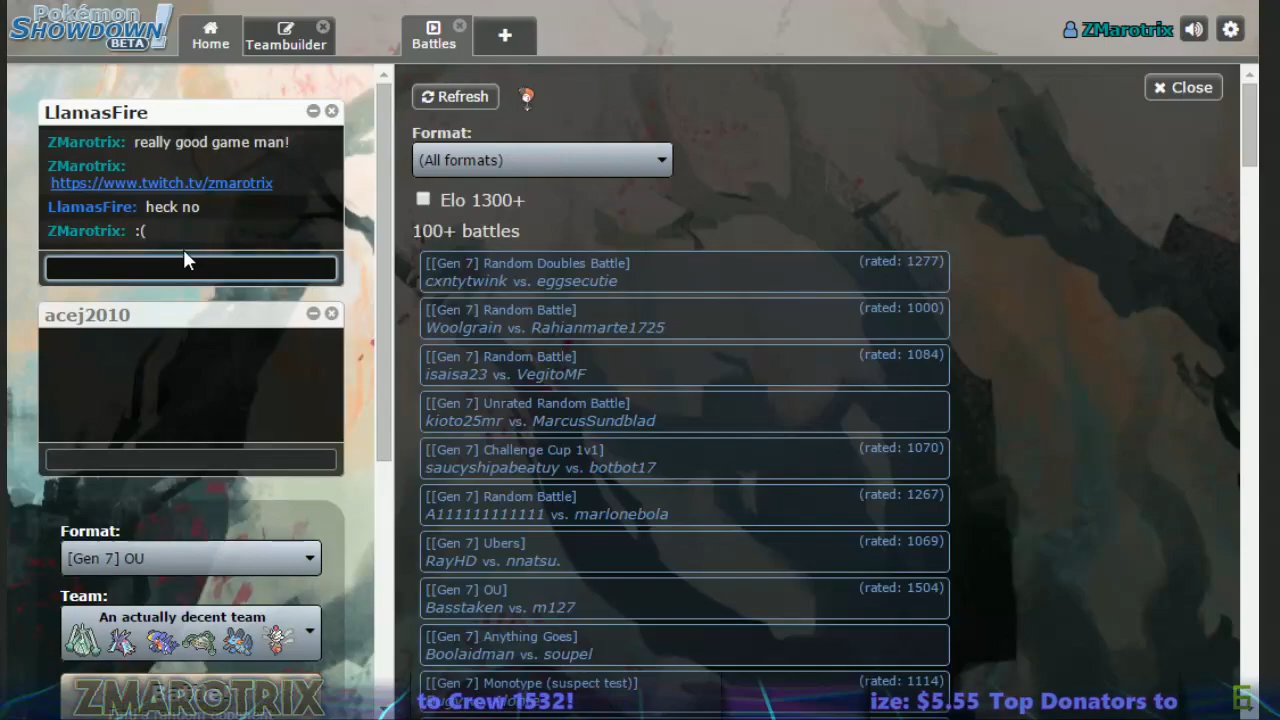 Pokémon
SHOWDOWN!
BETA
Home
Teambuilder
Battles
+
ZMarotrix
LlamasFire
ZMarotrix: really good game man!
ZMarotrix:
https://www.twitch.tv/zmarotrix
LlamasFire: heck no
ZMarotrix: :(
acej2010
Format:
[Gen 7] OU
Team:
An actually decent team
ZMAROTRIX
Refresh
Close
Format:
(All formats)
Elo 1300+
100+ battles
[[Gen 7] Random Doubles Battle] (rated: 1277)
cxntytwink vs. eggsecutie
[[Gen 7] Random Battle] (rated: 1000)
Woolgrain vs. Rahianmarte1725
[[Gen 7] Random Battle] (rated: 1084)
isaisa23 vs. VegitoMF
[[Gen 7] Unrated Random Battle]
kioto25mr vs. MarcusSundblad
[[Gen 7] Challenge Cup 1v1] (rated: 1070)
saucyshipabeatuy vs. botbot17
[[Gen 7] Random Battle] (rated: 1267)
A111111111111 vs. marlonebola
[[Gen 7] Ubers] (rated: 1069)
RayHD vs. nnatsu.
[[Gen 7] OU] (rated: 1504)
Basstaken vs. m127
[[Gen 7] Anything Goes]
Boolaidman vs. soupel
[[Gen 7] Monotype (suspect test)] (rated: 1114)
to Crew 1532! ize: $5.55 Top Donators to